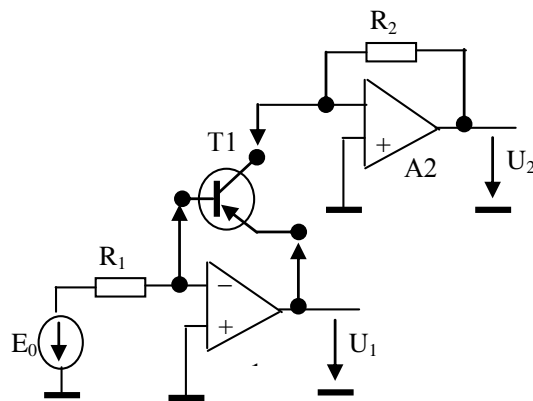 R₂
T1
+
A2
U₂
R₁
−
+
E₀
U₁